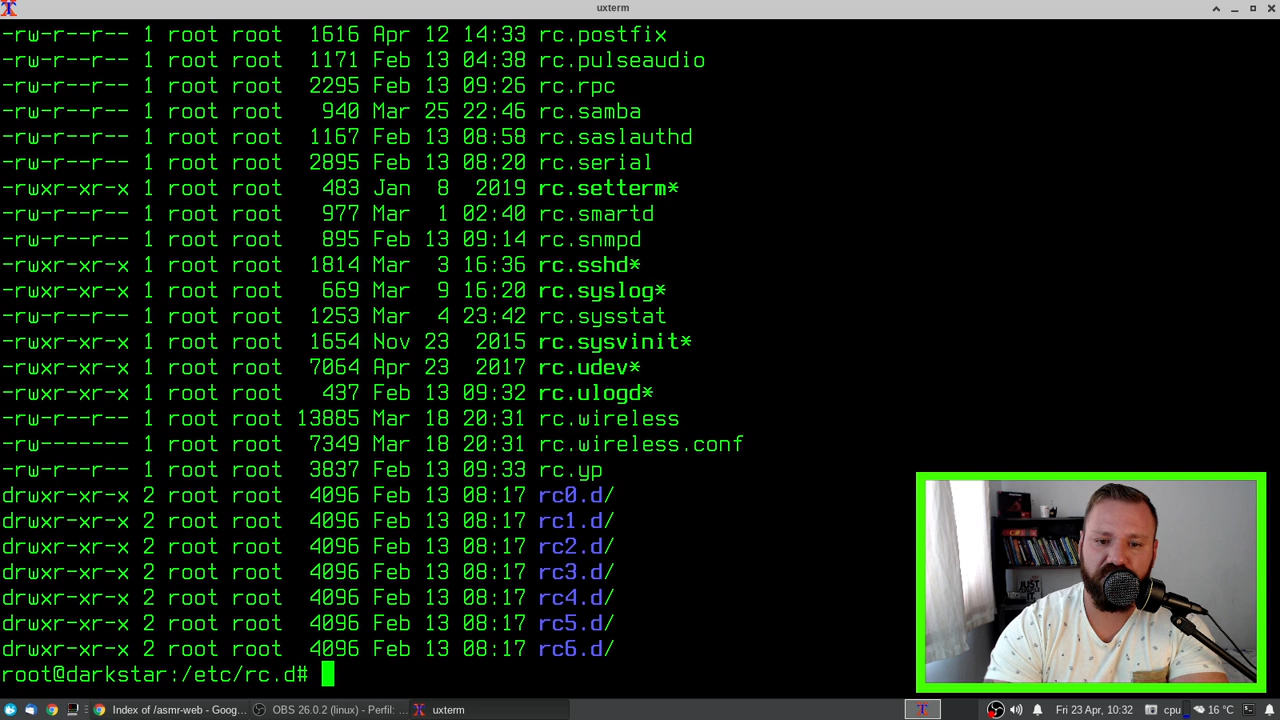 uxterm
-rw-r--r-- 1 root root  1616 Apr 12 14:33 rc.postfix
-rw-r--r-- 1 root root  1171 Feb 13 04:38 rc.pulseaudio
-rw-r--r-- 1 root root  2295 Feb 13 09:26 rc.rpc
-rw-r--r-- 1 root root   940 Mar 25 22:46 rc.samba
-rw-r--r-- 1 root root  1167 Feb 13 08:58 rc.saslauthd
-rw-r--r-- 1 root root  2895 Feb 13 08:20 rc.serial
-rwxr-xr-x 1 root root   483 Jan  8  2019 rc.setterm*
-rw-r--r-- 1 root root   977 Mar  1 02:40 rc.smartd
-rw-r--r-- 1 root root   895 Feb 13 09:14 rc.snmpd
-rwxr-xr-x 1 root root  1814 Mar  3 16:36 rc.sshd*
-rwxr-xr-x 1 root root   669 Mar  9 16:20 rc.syslog*
-rw-r--r-- 1 root root  1253 Mar  4 23:42 rc.sysstat
-rwxr-xr-x 1 root root  1654 Nov 23  2015 rc.sysvinit*
-rwxr-xr-x 1 root root  7064 Apr 23  2017 rc.udev*
-rwxr-xr-x 1 root root   437 Feb 13 09:32 rc.ulogd*
-rw-r--r-- 1 root root 13885 Mar 18 20:31 rc.wireless
-rw------- 1 root root  7349 Mar 18 20:31 rc.wireless.conf
-rw-r--r-- 1 root root  3837 Feb 13 09:33 rc.yp
drwxr-xr-x 2 root root  4096 Feb 13 08:17 rc0.d/
drwxr-xr-x 2 root root  4096 Feb 13 08:17 rc1.d/
drwxr-xr-x 2 root root  4096 Feb 13 08:17 rc2.d/
drwxr-xr-x 2 root root  4096 Feb 13 08:17 rc3.d/
drwxr-xr-x 2 root root  4096 Feb 13 08:17 rc4.d/
drwxr-xr-x 2 root root  4096 Feb 13 08:17 rc5.d/
drwxr-xr-x 2 root root  4096 Feb 13 08:17 rc6.d/
root@darkstar:/etc/rc.d#
JUST
Index of /asmr-web - Goog... OBS 26.0.2 (linux) - Perfil: ... uxterm Fri 23 Apr, 10:32 cpu 16 °C